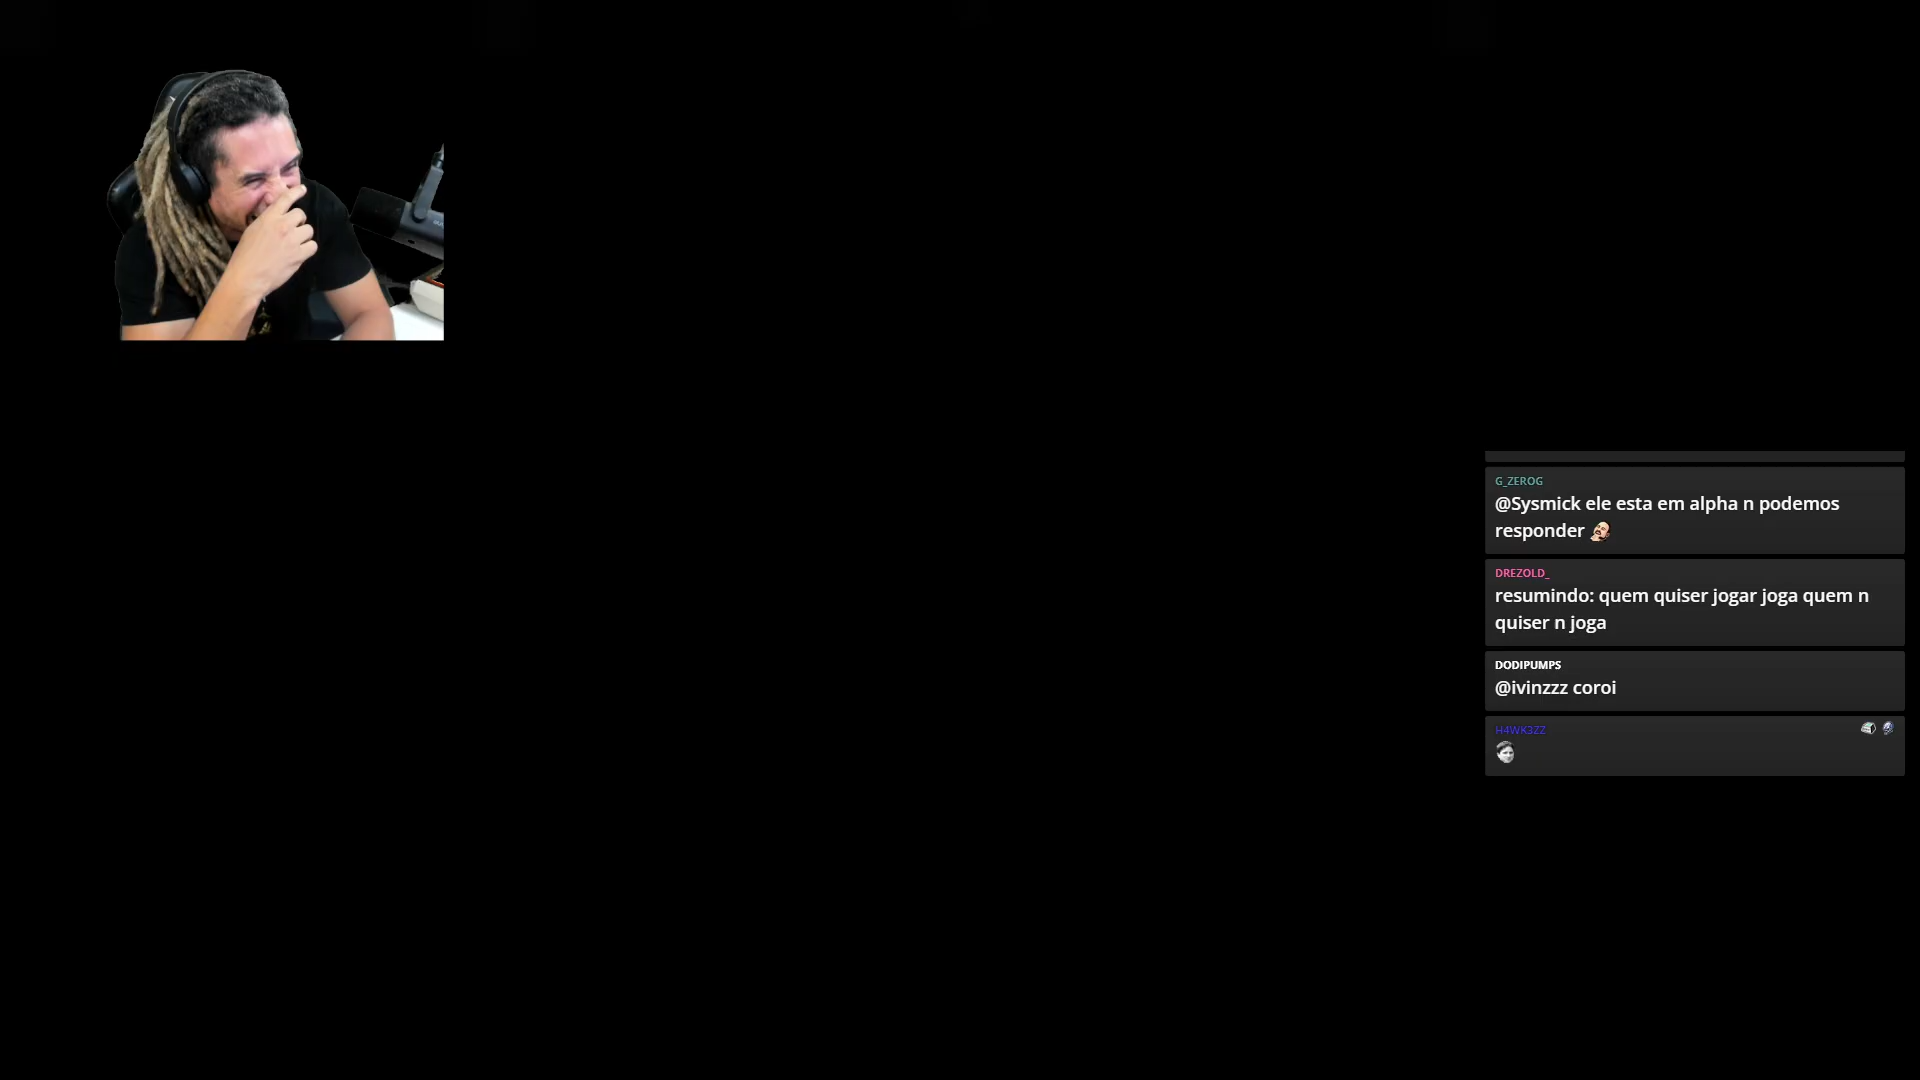 G_ZEROG
@Sysmick ele esta em alpha n podemos
responder
DREZOLD_
resumindo: quem quiser jogar joga quem n
quiser n joga
DODIPUMPS
@ivinzzz coroi
H4WK3ZZ